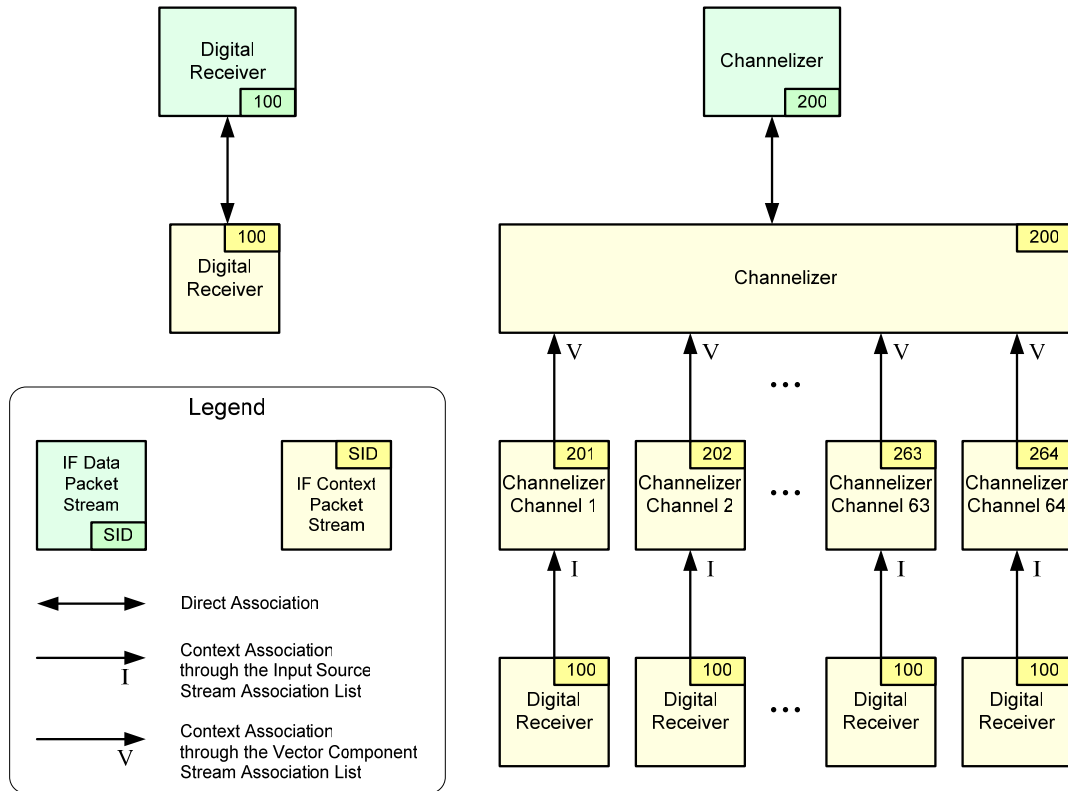 Digital
Receiver
100
Channelizer
200
100
Digital
Receiver
200
Channelizer
V
V
V
V
...
Legend
IF Data
Packet
Stream
SID
SID
IF Context
Packet
Stream
Direct Association
Context Association
through the Input Source
Stream Association List
I
Context Association
through the Vector Component
Stream Association List
V
201
Channelizer
Channel 1
202
Channelizer
Channel 2
...
263
Channelizer
Channel 63
264
Channelizer
Channel 64
I
I
I
I
100
Digital
Receiver
100
Digital
Receiver
...
100
Digital
Receiver
100
Digital
Receiver